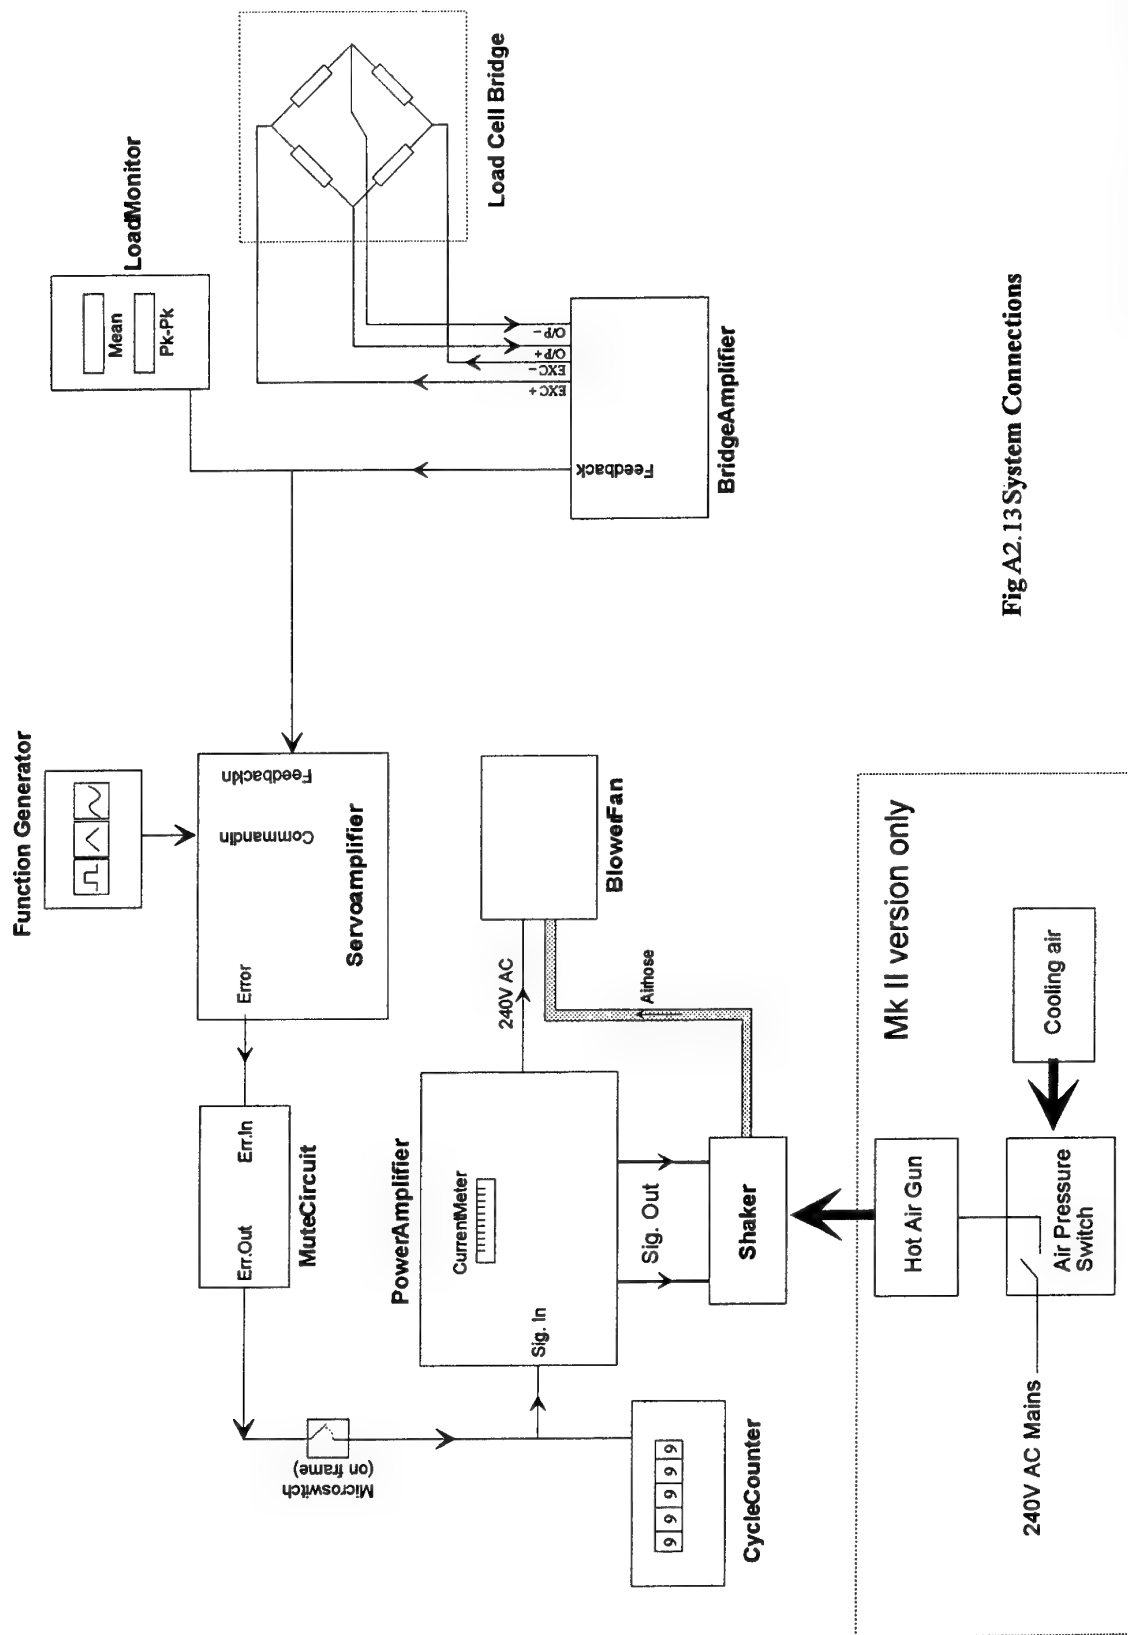 Function Generator
CommandIn
FeedbackIn
Error
Servoamplifier
LoadMonitor
Mean
Pk-Pk
Load Cell Bridge
EXC +
EXC -
O/P +
O/P -
Feedback
BridgeAmplifier
Err.Out
Err.In
MuteCircuit
Microswitch
(on frame)
PowerAmplifier
CurrentMeter
Sig. In
Sig. Out
240V AC
BlowerFan
Airhose
Shaker
9 9 9 9 9
CycleCounter
Mk II version only
Hot Air Gun
Cooling air
Air Pressure
Switch
240V AC Mains
Fig A2.13 System Connections